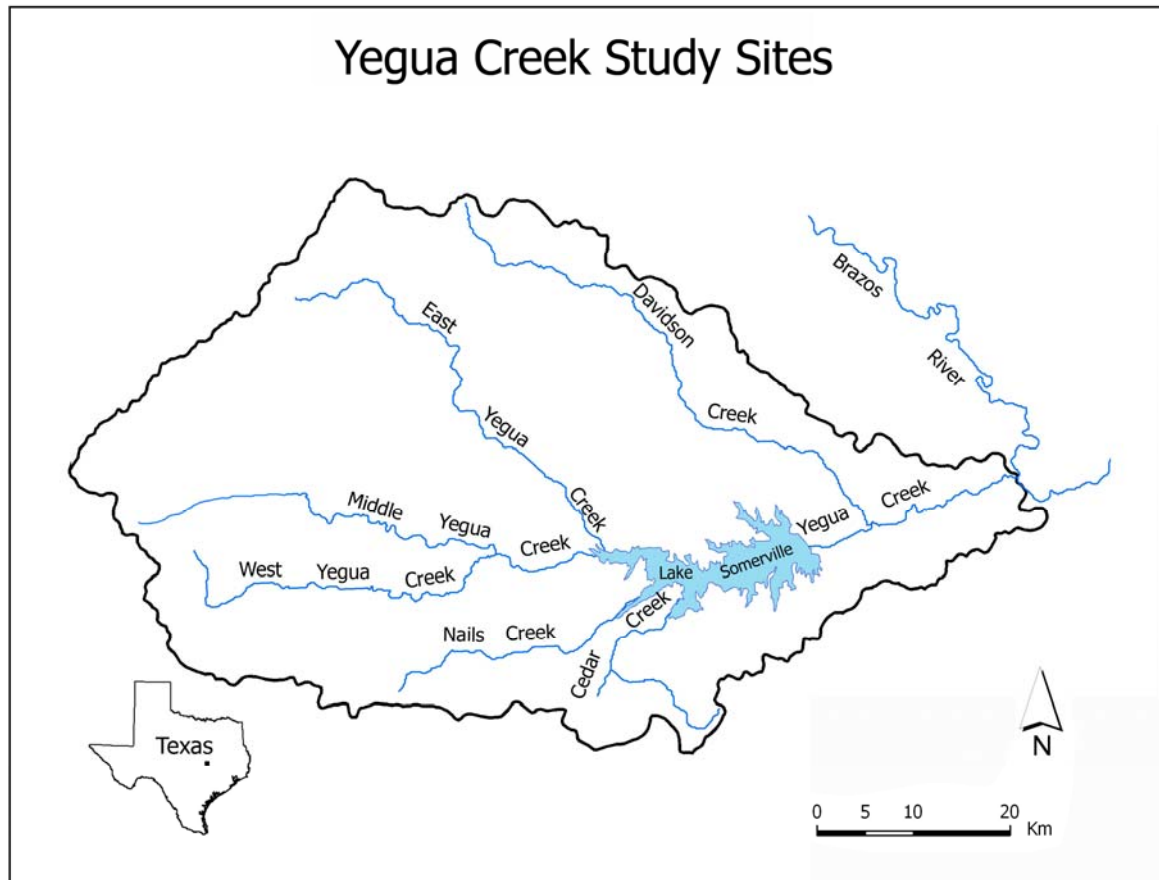 Yegua Creek Study Sites
Brazos
River
Davidson
Creek
East
Yegua
Creek
Middle Yegua Creek
West Yegua Creek
Yegua Creek
Lake Somerville
Nails Creek
Cedar
Creek
Texas
N
0 5 10 20
Km